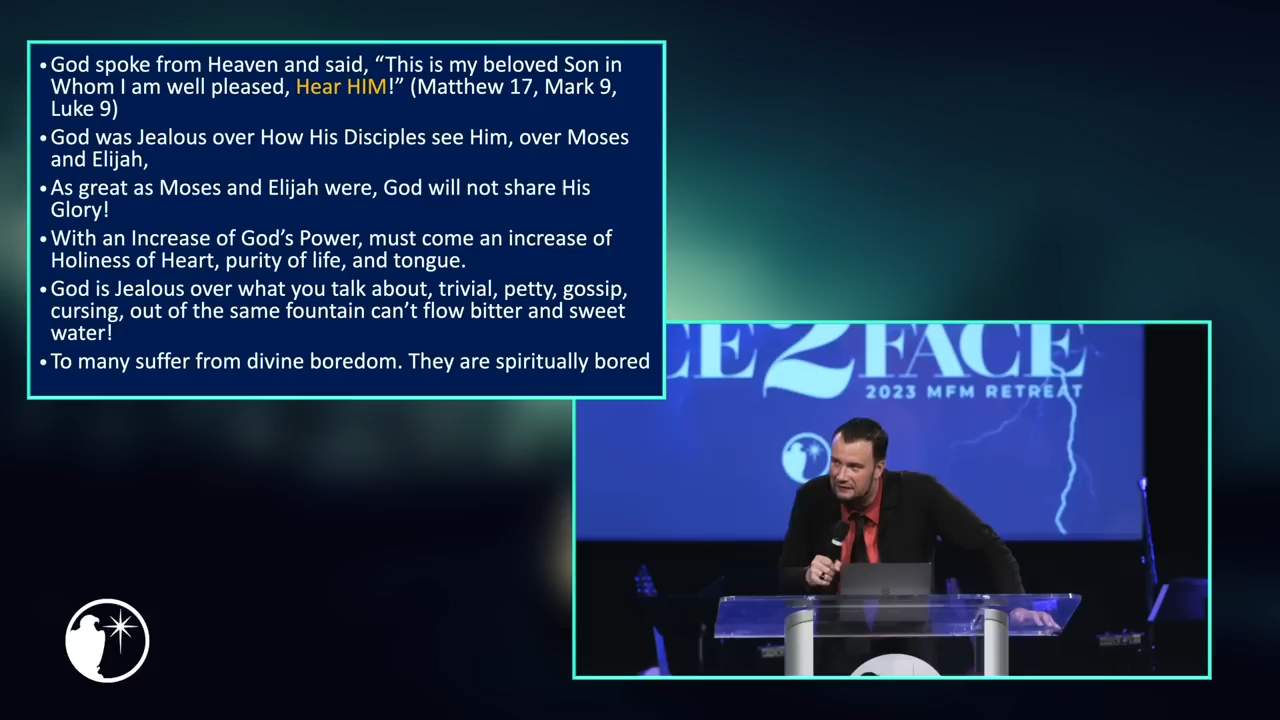 • God spoke from Heaven and said, “This is my beloved Son in
Whom I am well pleased, Hear HIM!” (Matthew 17, Mark 9,
Luke 9)
• God was Jealous over How His Disciples see Him, over Moses
and Elijah,
• As great as Moses and Elijah were, God will not share His
Glory!
• With an Increase of God’s Power, must come an increase of
Holiness of Heart, purity of life, and tongue.
• God is Jealous over what you talk about, trivial, petty, gossip,
cursing, out of the same fountain can’t flow bitter and sweet
water!
• To many suffer from divine boredom. They are spiritually bored
CE 2 FACE
2023 MFM RETREAT